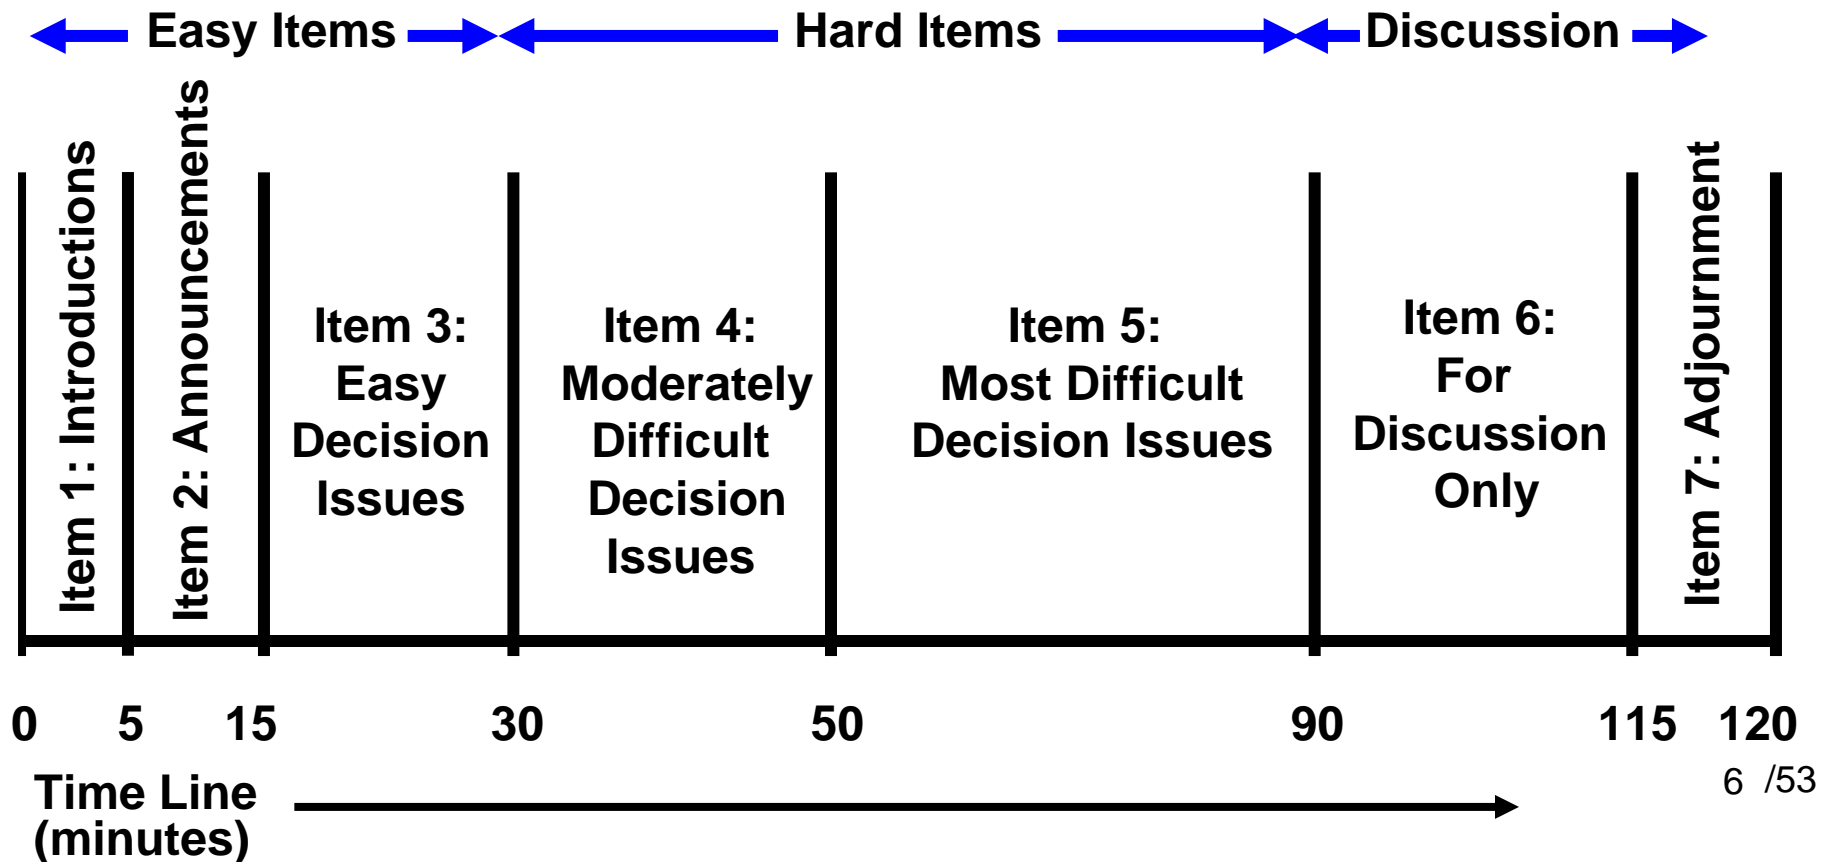 Easy Items Hard Items Discussion
Item 1: Introductions
Item 2: Announcements
Item 3:
Easy
Decision
Issues
Item 4:
Moderately
Difficult
Decision
Issues
Item 5:
Most Difficult
Decision Issues
Item 6:
For
Discussion
Only
Item 7: Adjournment
0 5 15 30 50 90 115 120
6 /53
Time Line
(minutes)